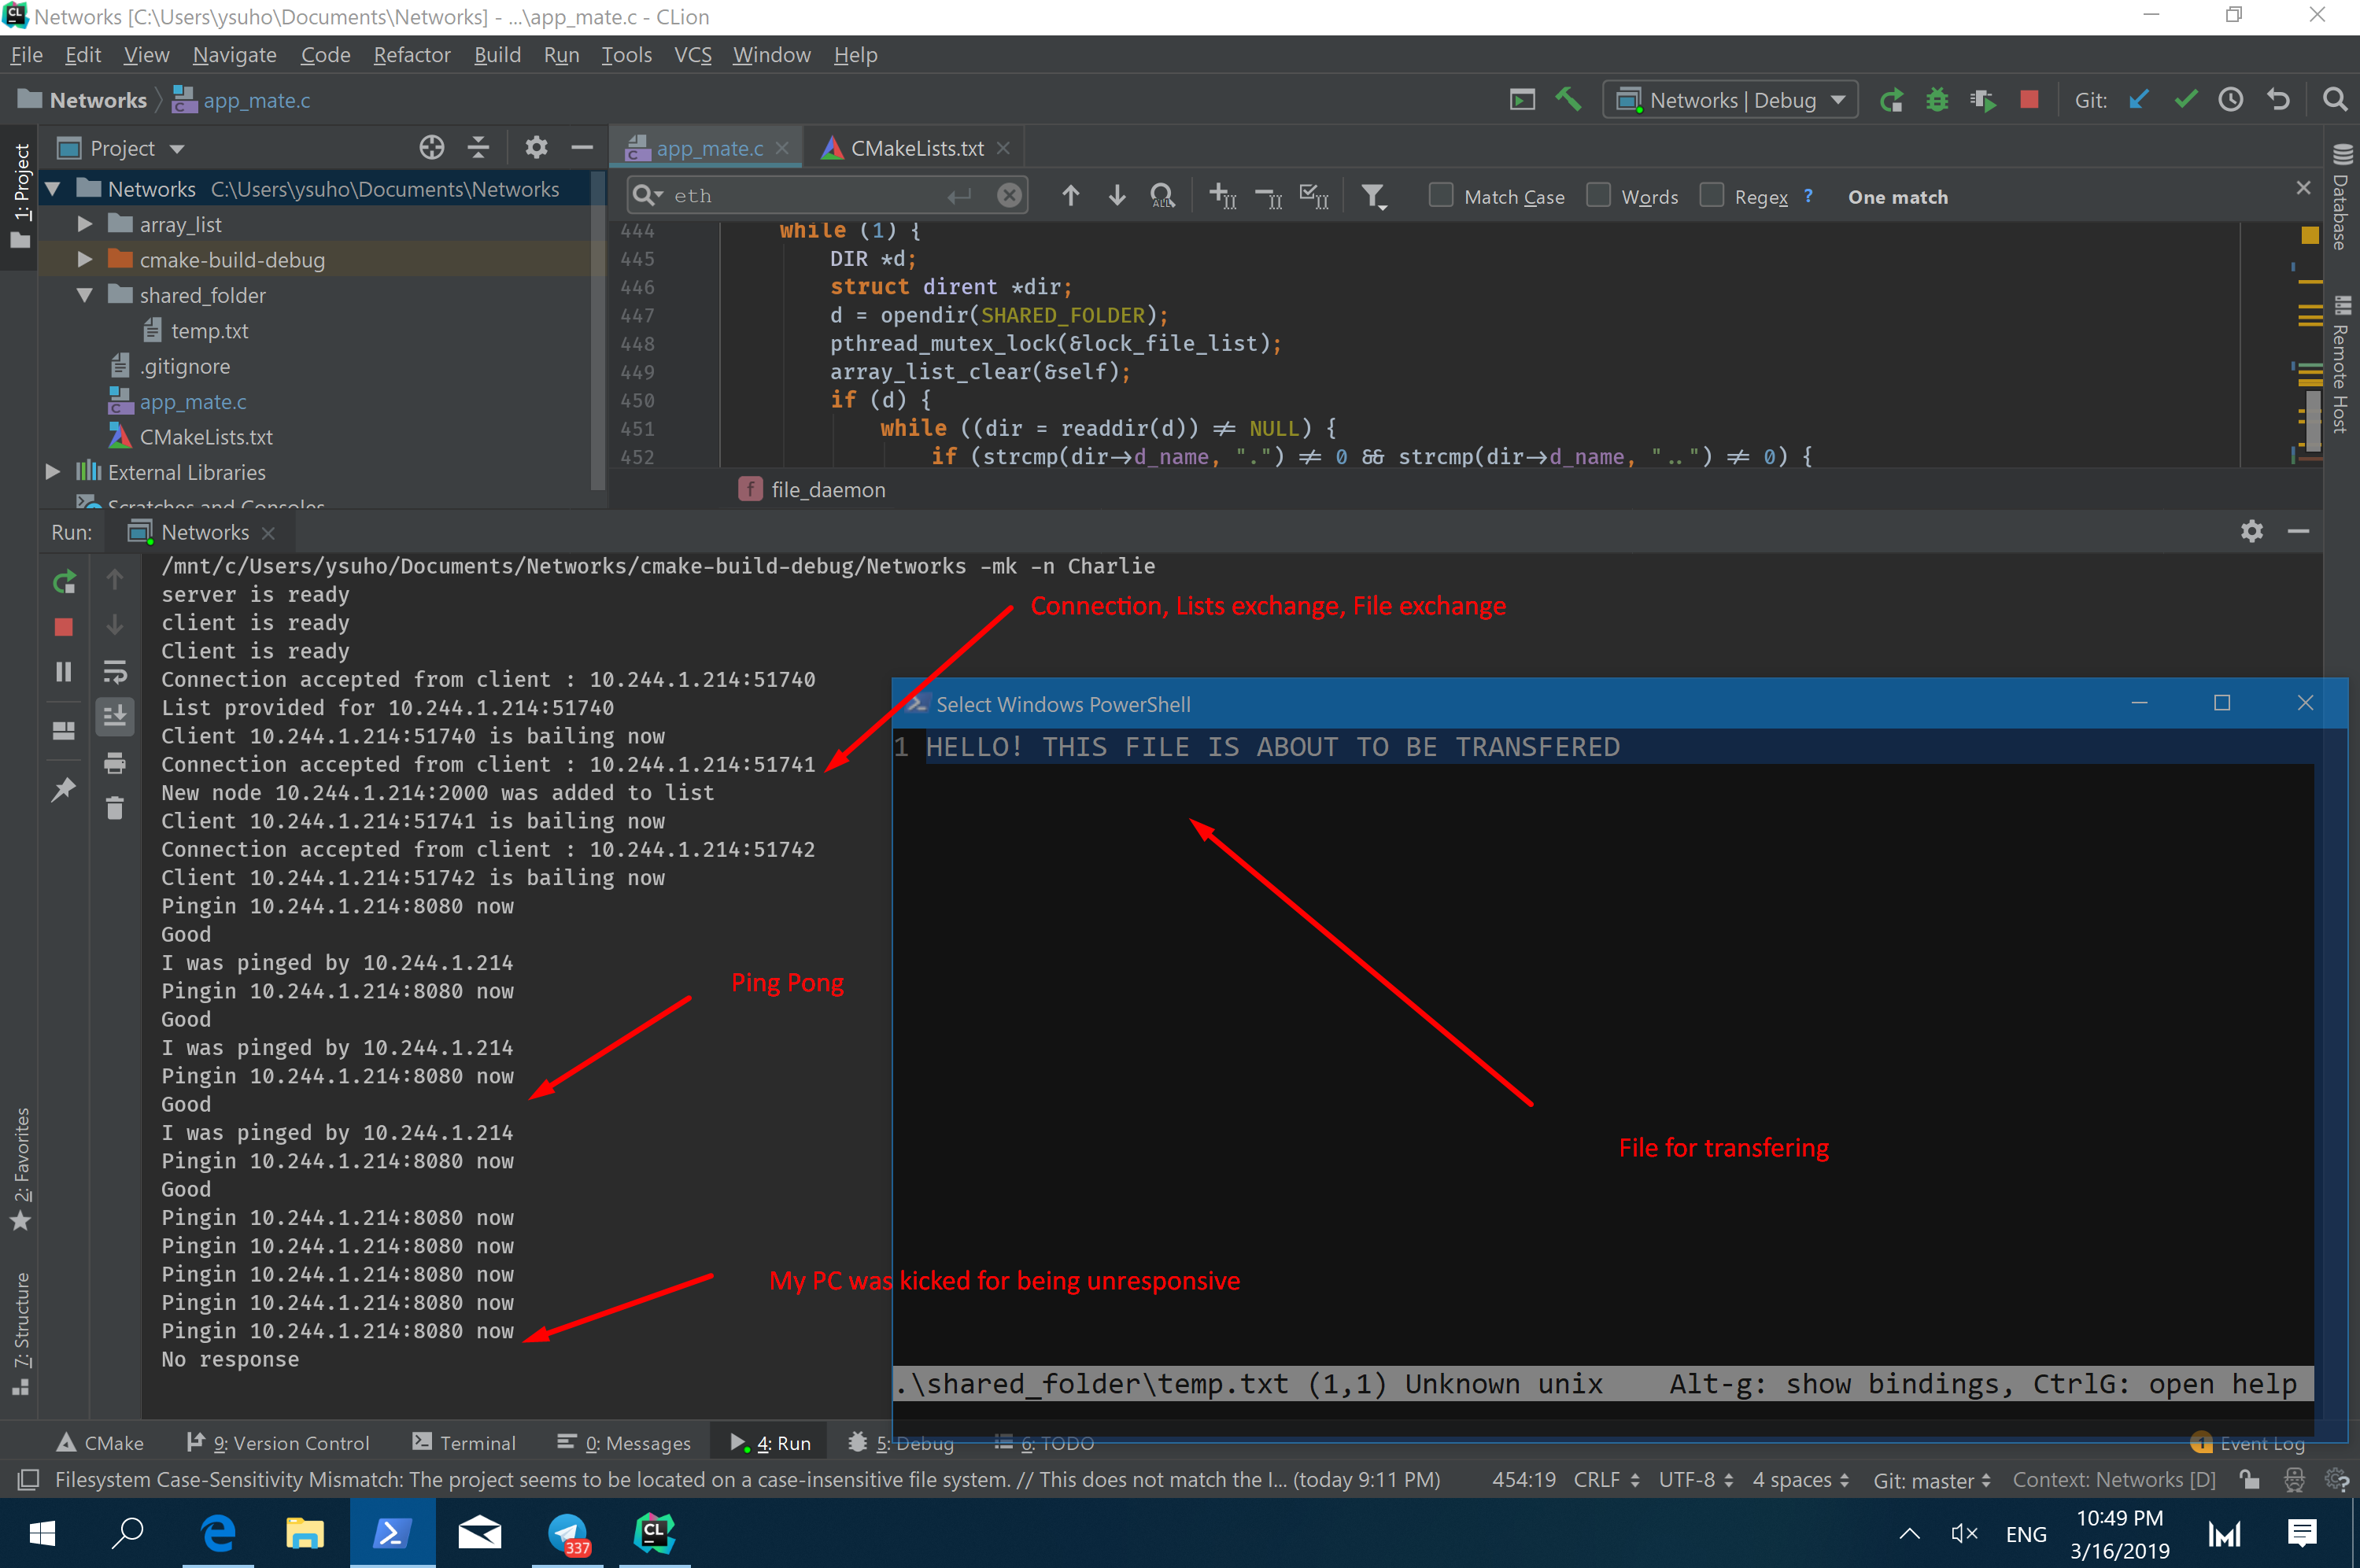 Networks [C:\Users\ysuho\Documents\Networks] - ...\app_mate.c - CLion
File Edit View Navigate Code Refactor Build Run Tools VCS Window Help
Networks app_mate.c Networks | Debug Git:
1: Project
Project
app_mate.c
CMakeLists.txt
Database
Remote Host
Networks C:\Users\ysuho\Documents\Networks
array_list
cmake-build-debug
shared_folder
temp.txt
.gitignore
app_mate.c
CMakeLists.txt
External Libraries
Scratches and Consoles
eth Match Case Words Regex ? One match
444 while (1) {
445 DIR *d;
446 struct dirent *dir;
447 d = opendir(SHARED_FOLDER);
448 pthread_mutex_lock(&lock_file_list);
449 array_list_clear(&self);
450 if (d) {
451 while ((dir = readdir(d)) ≠ NULL) {
452 if (strcmp(dir→d_name, ".") ≠ 0 && strcmp(dir→d_name, "..") ≠ 0) {
f file_daemon
Run: Networks
/mnt/c/Users/ysuho/Documents/Networks/cmake-build-debug/Networks -mk -n Charlie
server is ready
client is ready
Client is ready
Connection accepted from client : 10.244.1.214:51740
List provided for 10.244.1.214:51740
Client 10.244.1.214:51740 is bailing now
Connection accepted from client : 10.244.1.214:51741
New node 10.244.1.214:2000 was added to list
Client 10.244.1.214:51741 is bailing now
Connection accepted from client : 10.244.1.214:51742
Client 10.244.1.214:51742 is bailing now
Pingin 10.244.1.214:8080 now
Good
I was pinged by 10.244.1.214
Pingin 10.244.1.214:8080 now
Good
I was pinged by 10.244.1.214
Pingin 10.244.1.214:8080 now
Good
I was pinged by 10.244.1.214
Pingin 10.244.1.214:8080 now
Good
Pingin 10.244.1.214:8080 now
Pingin 10.244.1.214:8080 now
Pingin 10.244.1.214:8080 now
Pingin 10.244.1.214:8080 now
Pingin 10.244.1.214:8080 now
No response
Connection, Lists exchange, File exchange
Ping Pong
My PC was kicked for being unresponsive
Select Windows PowerShell
1 HELLO! THIS FILE IS ABOUT TO BE TRANSFERED
File for transfering
.\shared_folder\temp.txt (1,1) Unknown unix Alt-g: show bindings, CtrlG: open help
2: Favorites
7: Structure
CMake 9: Version Control Terminal 0: Messages 4: Run 5: Debug 6: TODO 1 Event Log
Filesystem Case-Sensitivity Mismatch: The project seems to be located on a case-insensitive file system. // This does not match the I... (today 9:11 PM) 454:19 CRLF UTF-8 4 spaces Git: master Context: Networks [D]
337
CL
ENG
10:49 PM
3/16/2019